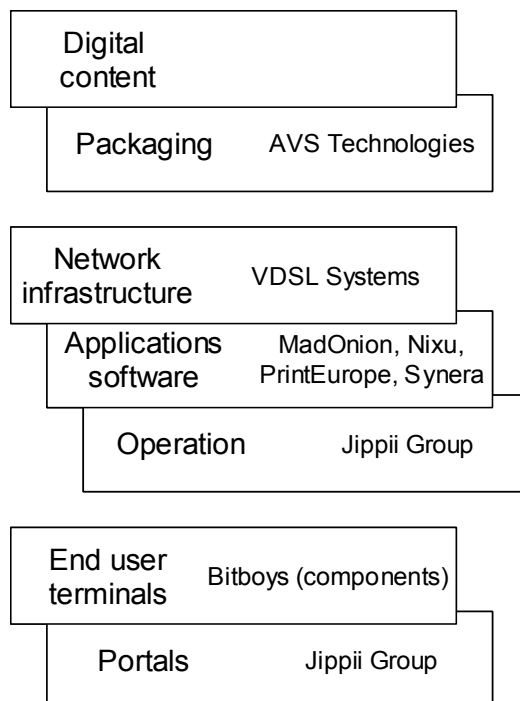 Digital
content
Packaging AVS Technologies
Network
infrastructure
VDSL Systems
Applications
software
MadOnion, Nixu,
PrintEurope, Synera
Operation Jippii Group
End user
terminals
Bitboys (components)
Portals Jippii Group